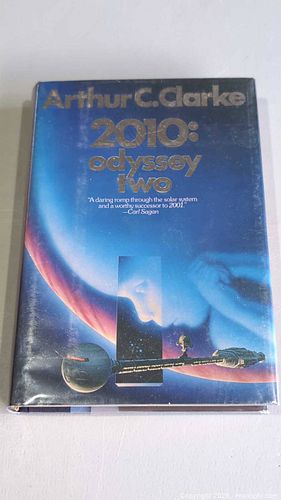 Arthur C. Clarke
2010:
odyssey
two
"A daring romp through the solar system
and a worthy successor to 2001."
—Carl Sagan